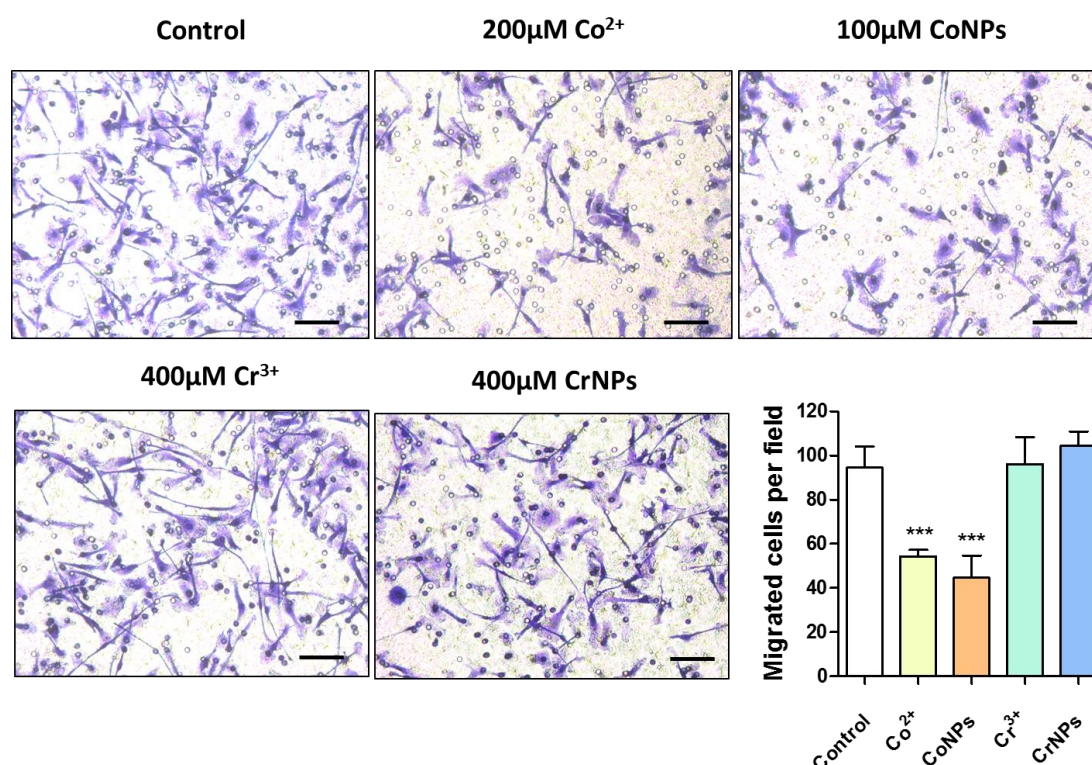 Control
200μM Co²⁺
100μM CoNPs
400μM Cr³⁺
400μM CrNPs
Migrated cells per field
120
100
80
60
40
20
0
***
***
Control
Co²⁺
CoNPs
Cr³⁺
CrNPs